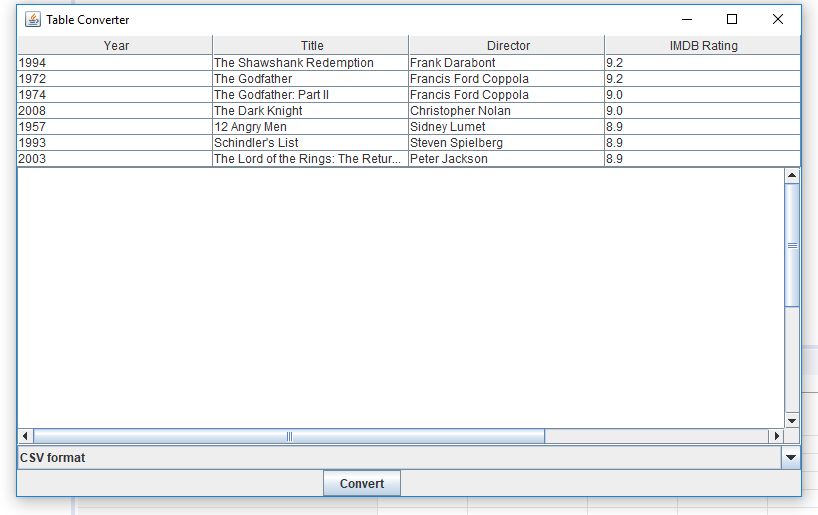 Table Converter
Year Title Director IMDB Rating
1994 The Shawshank Redemption Frank Darabont 9.2
1972 The Godfather Francis Ford Coppola 9.2
1974 The Godfather: Part II Francis Ford Coppola 9.0
2008 The Dark Knight Christopher Nolan 9.0
1957 12 Angry Men Sidney Lumet 8.9
1993 Schindler's List Steven Spielberg 8.9
2003 The Lord of the Rings: The Retur... Peter Jackson 8.9
CSV format
Convert